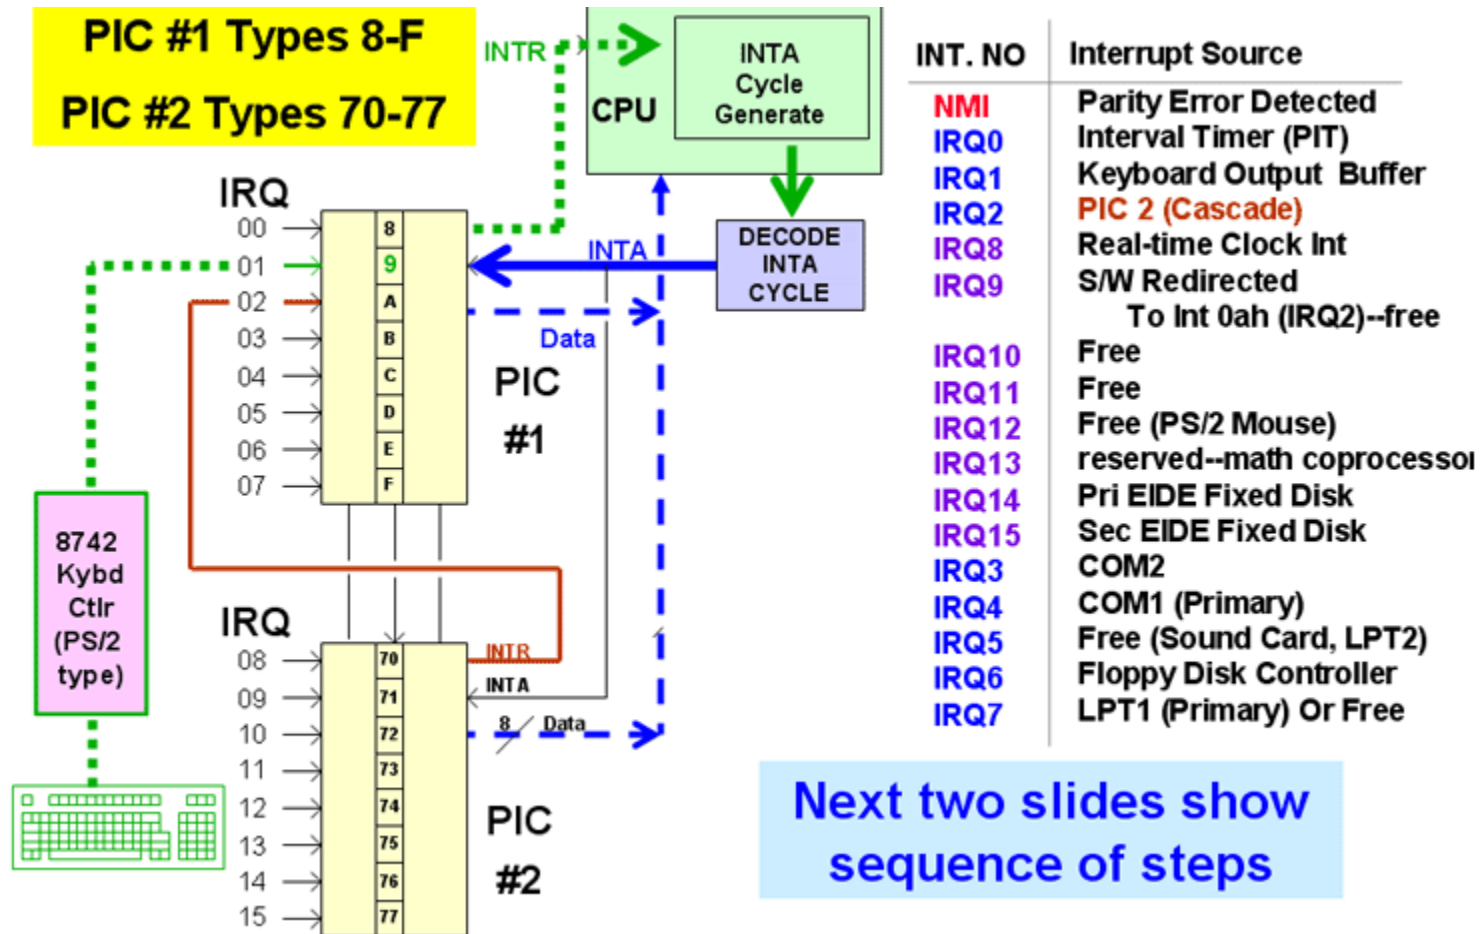 PIC #1 Types 8-F
PIC #2 Types 70-77
INTR
CPU
INTA
Cycle
Generate
DECODE
INTA
CYCLE
INTA
Data
IRQ
00
8
01
9
02
A
03
B
04
C
05
D
06
E
07
F
PIC
#1
8742
Kybd
Ctlr
(PS/2
type)
IRQ
08
70
INTR
09
71
INTA
10
72
8
Data
11
73
12
74
13
75
14
76
15
77
PIC
#2
INT. NO Interrupt Source
NMI Parity Error Detected
IRQ0 Interval Timer (PIT)
IRQ1 Keyboard Output Buffer
IRQ2 PIC 2 (Cascade)
IRQ8 Real-time Clock Int
IRQ9 S/W Redirected
To Int 0ah (IRQ2)--free
IRQ10 Free
IRQ11 Free
IRQ12 Free (PS/2 Mouse)
IRQ13 reserved--math coprocessor
IRQ14 Pri EIDE Fixed Disk
IRQ15 Sec EIDE Fixed Disk
IRQ3 COM2
IRQ4 COM1 (Primary)
IRQ5 Free (Sound Card, LPT2)
IRQ6 Floppy Disk Controller
IRQ7 LPT1 (Primary) Or Free
Next two slides show
sequence of steps